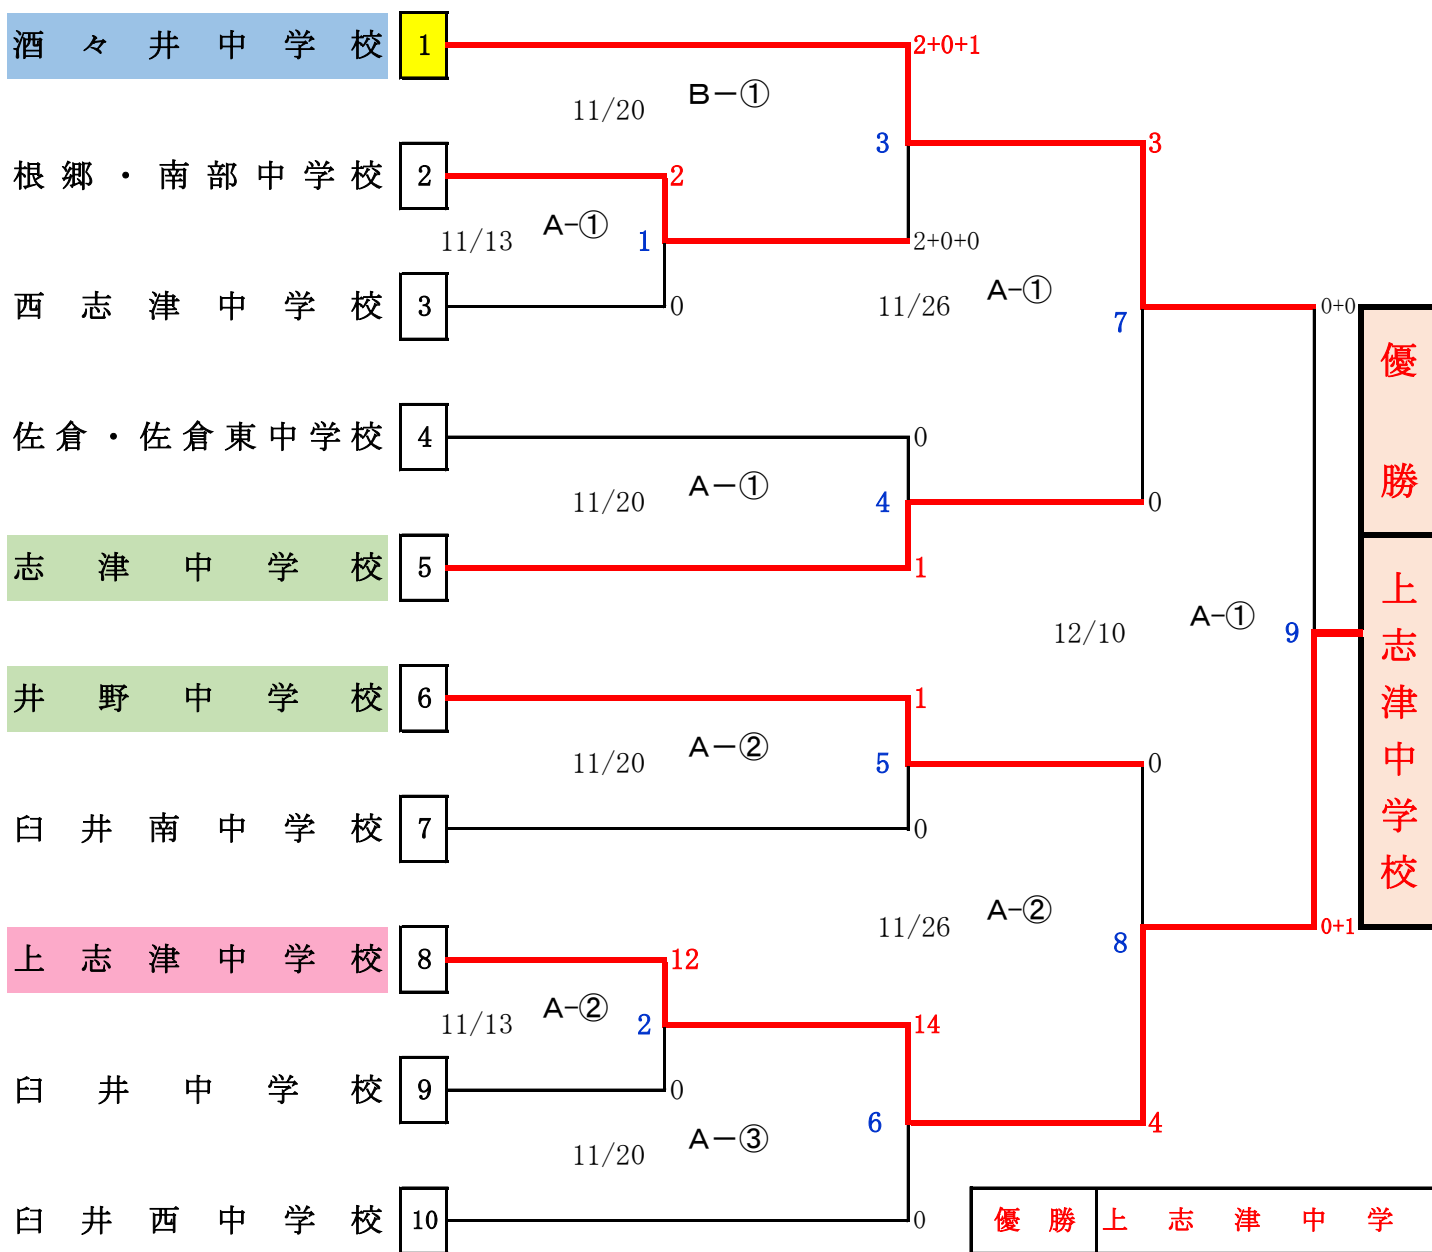 酒々井中学校 1 2+0+1
11/20 B－① 3 3
根郷・南部中学校 2 2
11/13 A-① 1 2+0+0
西志津中学校 3 0
11/26 A-① 7 0+0
佐倉・佐倉東中学校 4 0
11/20 A－① 4 0
志津中学校 5 1
12/10 A-① 9
井野中学校 6 1
11/20 A－② 5 0
臼井南中学校 7 0
11/26 A-② 8 0+1
上志津中学校 8 12
11/13 A-② 2 14
臼井中学校 9 0
11/20 A－③ 6 4
臼井西中学校 10 0
優勝
上志津中学校
優勝 上志津中学